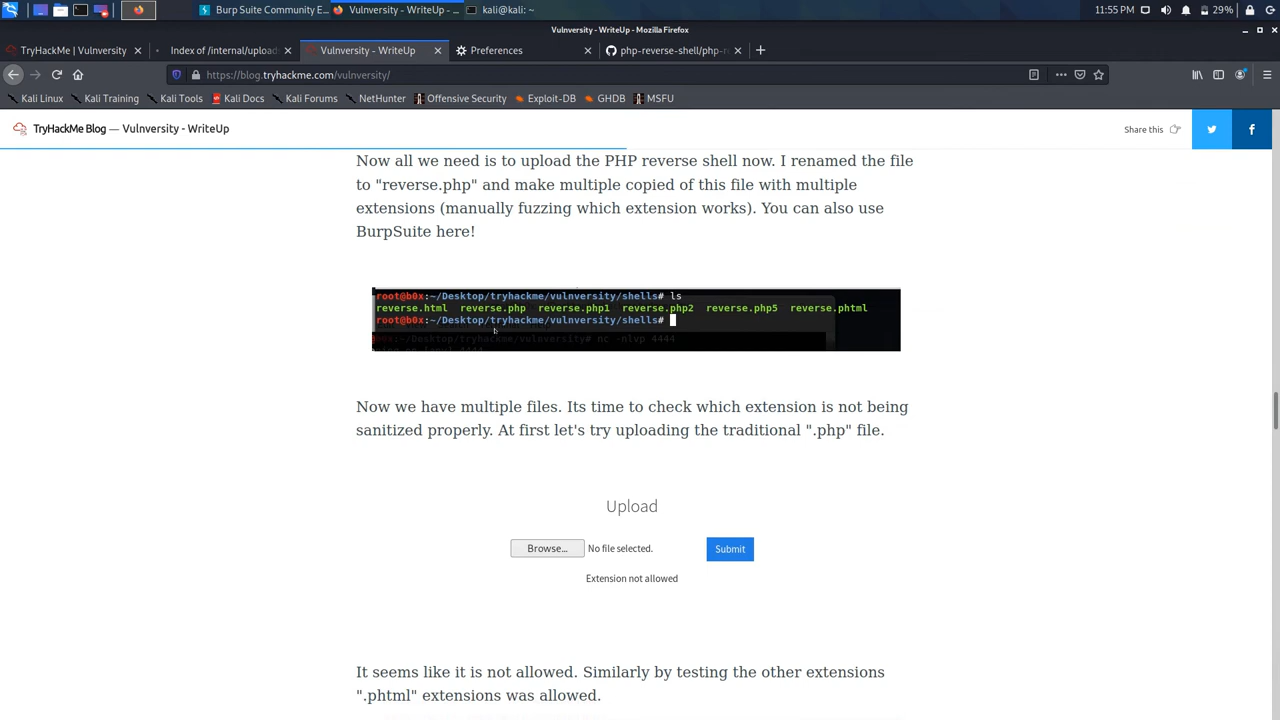 Burp Suite Community E...
Vulnversity - WriteUp - ...
kali@kali: ~
11:55 PM
29%
Vulnversity - WriteUp - Mozilla Firefox
TryHackMe | Vulnversity
Index of /internal/upload
Vulnversity - WriteUp
Preferences
php-reverse-shell/php-r
https://blog.tryhackme.com/vulnversity/
Kali Linux
Kali Training
Kali Tools
Kali Docs
Kali Forums
NetHunter
Offensive Security
Exploit-DB
GHDB
MSFU
TryHackMe Blog — Vulnversity - WriteUp
Share this
Now all we need is to upload the PHP reverse shell now. I renamed the file
to "reverse.php" and make multiple copied of this file with multiple
extensions (manually fuzzing which extension works). You can also use
BurpSuite here!
root@b0x:~/Desktop/tryhackme/vulnversity/shells# ls
reverse.html reverse.php reverse.php1 reverse.php2 reverse.php5 reverse.phtml
root@b0x:~/Desktop/tryhackme/vulnversity/shells#
:~/Desktop/tryhackme/vulnversity# nc -nlvp 4444
Now we have multiple files. Its time to check which extension is not being
sanitized properly. At first let's try uploading the traditional ".php" file.
Upload
Browse... No file selected.
Submit
Extension not allowed
It seems like it is not allowed. Similarly by testing the other extensions
".phtml" extensions was allowed.